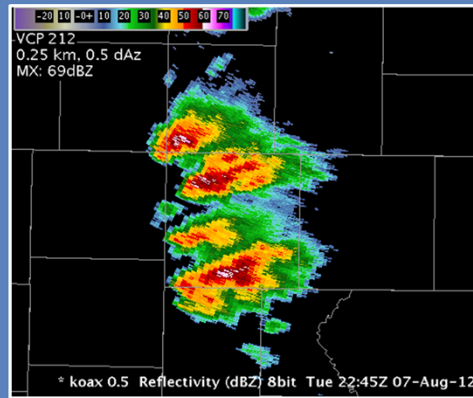 -20 10 -0+ 10 20 30 40 50 60 70
VCP 212
0.25 km, 0.5 dAz
MX: 69dBZ
* koax 0.5 Reflectivity (dBZ) 8bit Tue 22:45Z 07-Aug-12